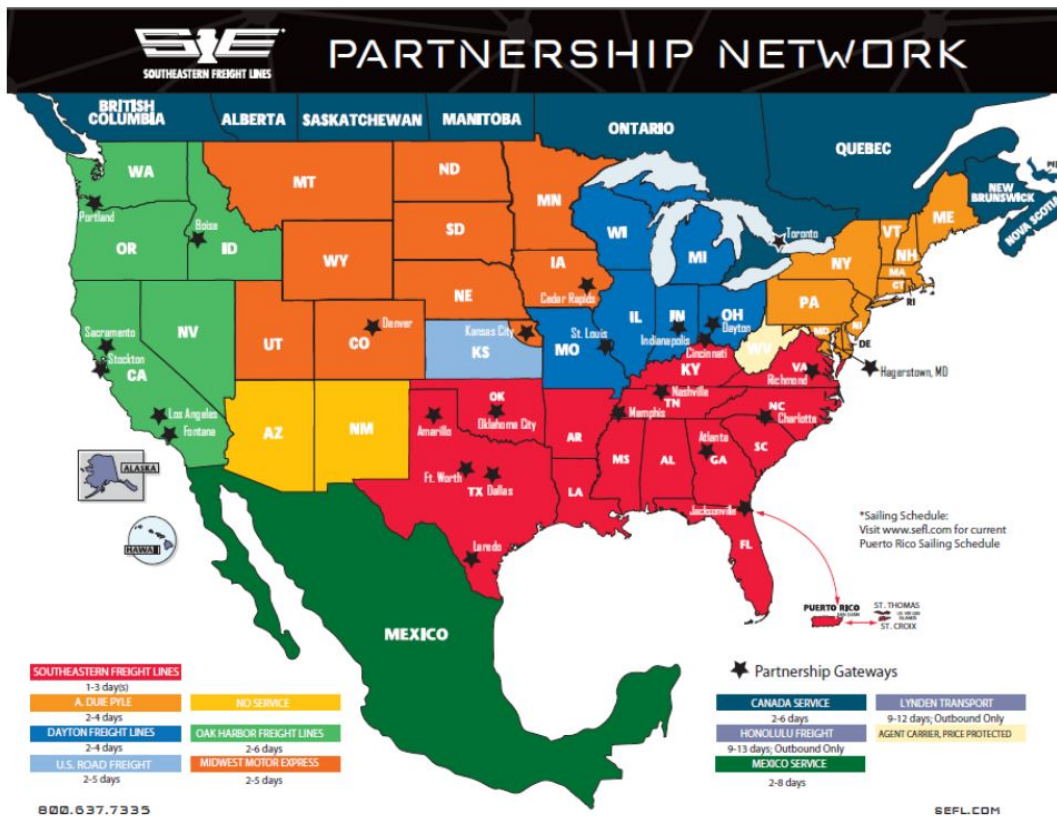 SE
SOUTHEASTERN FREIGHT LINES
PARTNERSHIP NETWORK
BRITISH
COLUMBIA
ALBERTA
SASKATCHEWAN
MANITOBA
ONTARIO
QUEBEC
NEW
BRUNSWICK
NOVA SCOTIA
WA
MT
ND
MN
ME
VT
NH
Portland
Boise
Toronto
OR
ID
SD
WI
MI
NY
MA
CT
RI
WY
IA
Cedar Rapids
PA
NJ
NE
IL
IN
OH
MD
DE
NV
UT
CO
Denver
Kansas City
St. Louis
Indianapolis
Dayton
Cincinnati
WV
Hagerstown, MD
Sacramento
Stockton
CA
KS
MO
KY
VA
Richmond
Los Angeles
Fontana
AZ
NM
OK
Oklahoma City
Amarillo
Nashville
TN
Memphis
NC
Charlotte
AR
MS
AL
Atlanta
GA
SC
ALASKA
Ft. Worth
TX
Dallas
LA
Jacksonville
HAWAII
Laredo
FL
*Sailing Schedule:
Visit www.sefl.com for current
Puerto Rico Sailing Schedule
PUERTO RICO
SAN JUAN
ST. THOMAS
U.S. VIRGIN
ISLANDS
ST. CROIX
MEXICO
Partnership Gateways
SOUTHEASTERN FREIGHT LINES
1-3 day(s)
A. DUIE PYLE
2-4 days
NO SERVICE
DAYTON FREIGHT LINES
2-4 days
OAK HARBOR FREIGHT LINES
2-6 days
U.S. ROAD FREIGHT
2-5 days
MIDWEST MOTOR EXPRESS
2-5 days
CANADA SERVICE
2-6 days
LYNDEN TRANSPORT
9-12 days; Outbound Only
HONOLULU FREIGHT
9-13 days; Outbound Only
AGENT CARRIER, PRICE PROTECTED
MEXICO SERVICE
2-8 days
800.637.7335
SEFL.COM